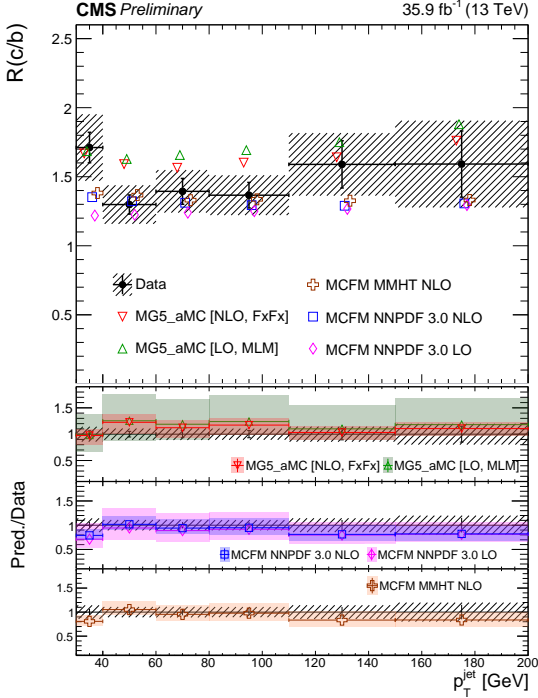 CMS Preliminary 35.9 fb⁻¹ (13 TeV)
R(c/b)
2.5
2
1.5
1
0.5
Data
MG5_aMC [NLO, FxFx]
MG5_aMC [LO, MLM]
MCFM MMHT NLO
MCFM NNPDF 3.0 NLO
MCFM NNPDF 3.0 LO
Pred./Data
1.5
1
0.5
MG5_aMC [NLO, FxFx] MG5_aMC [LO, MLM]
1.5
1
0.5
MCFM NNPDF 3.0 NLO MCFM NNPDF 3.0 LO
1.5
1
0.5
MCFM MMHT NLO
40 60 80 100 120 140 160 180 200
p_T^jet [GeV]